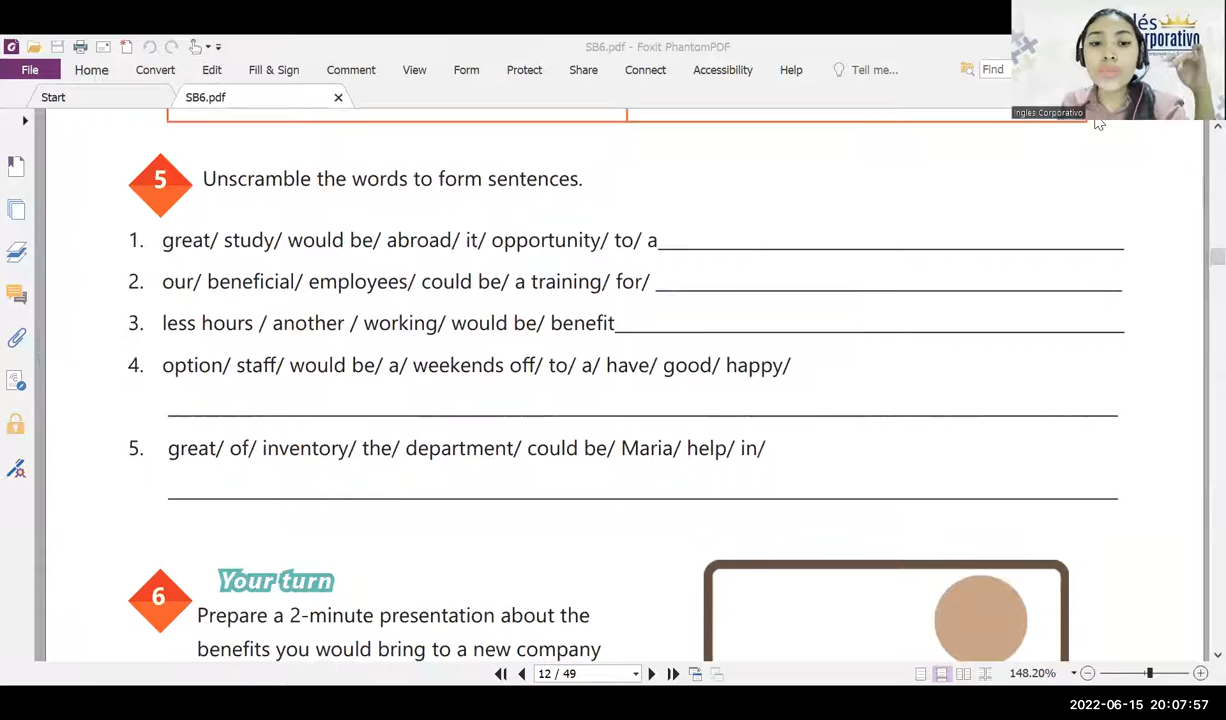 SB6.pdf - Foxit PhantomPDF
lés
rporativo
File Home Convert Edit Fill & Sign Comment View Form Protect Share Connect Accessibility Help Tell me... Find
Start SB6.pdf
Ingles Corporativo
5 Unscramble the words to form sentences.
1. great/ study/ would be/ abroad/ it/ opportunity/ to/ a
2. our/ beneficial/ employees/ could be/ a training/ for/
3. less hours / another / working/ would be/ benefit
4. option/ staff/ would be/ a/ weekends off/ to/ a/ have/ good/ happy/
5. great/ of/ inventory/ the/ department/ could be/ Maria/ help/ in/
6 Your turn
Prepare a 2-minute presentation about the
benefits you would bring to a new company
12 / 49 148.20%
2022-06-15 20:07:57